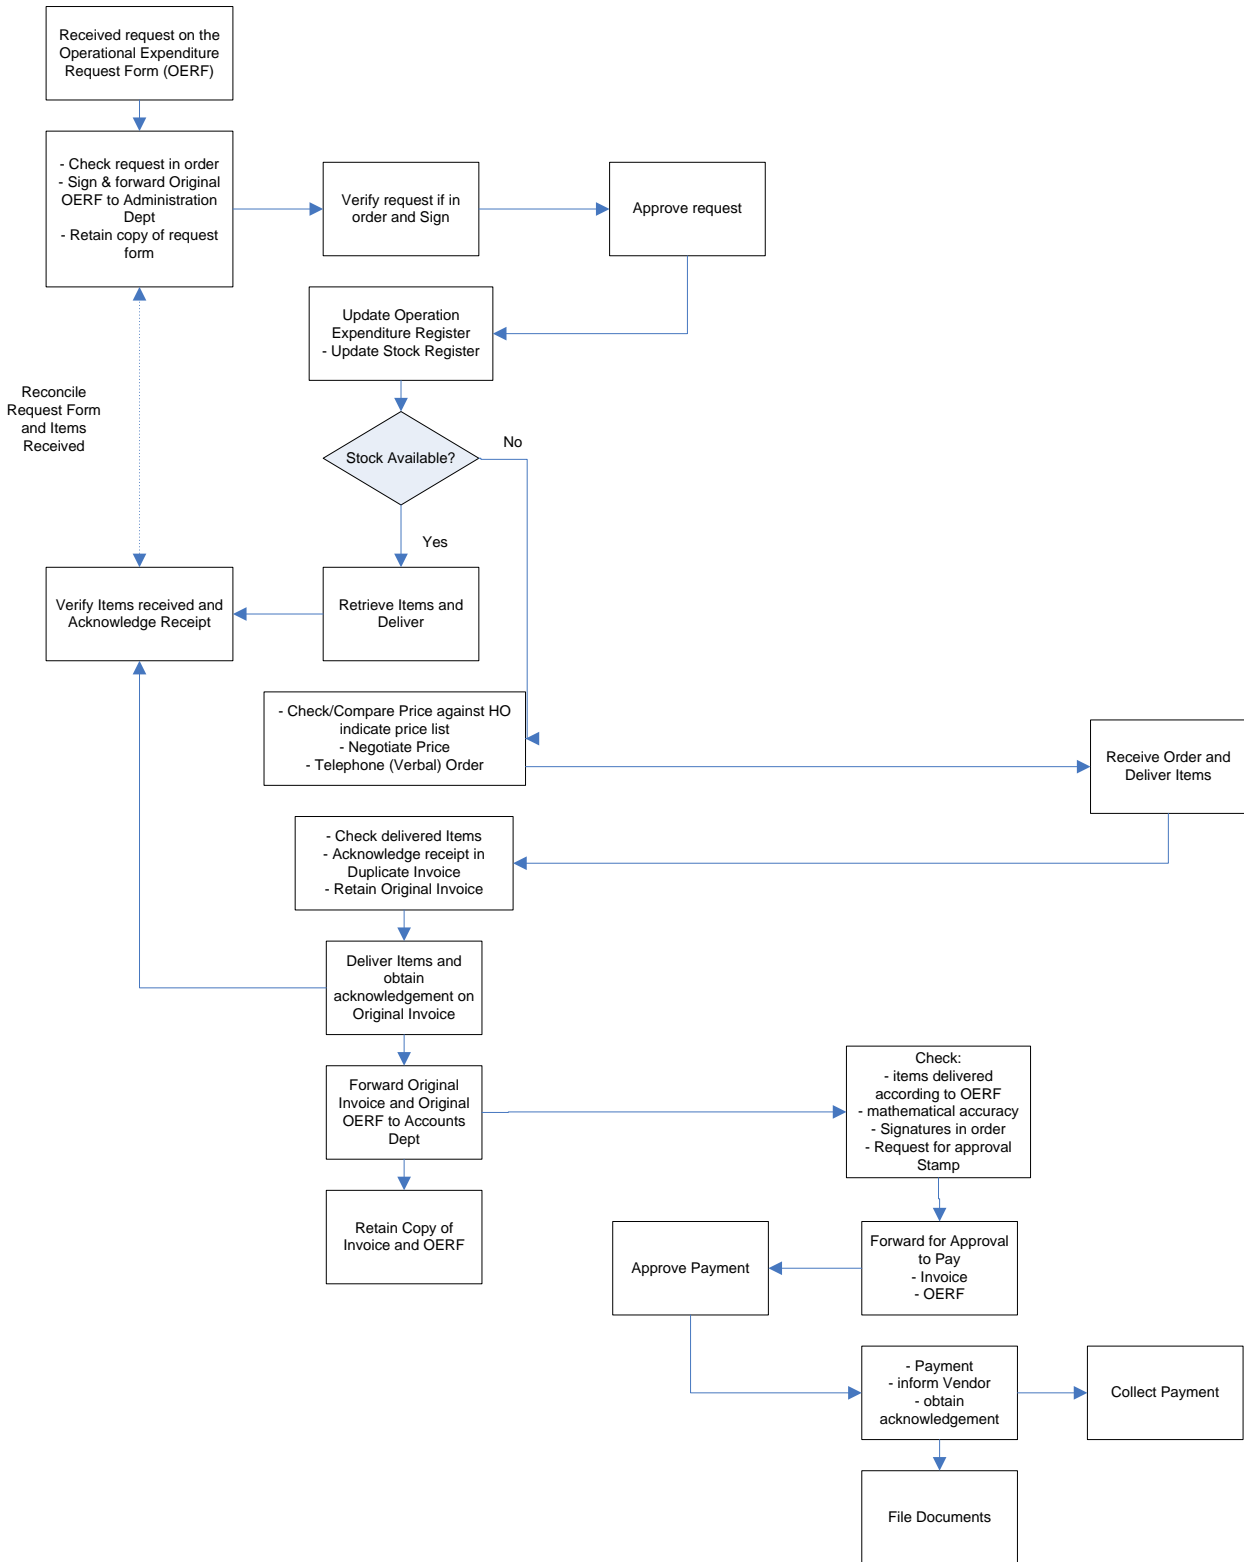 Received request on the
Operational Expenditure
Request Form (OERF)
- Check request in order
- Sign & forward Original
OERF to Administration
Dept
- Retain copy of request
form
Verify request if in
order and Sign
Approve request
Update Operation
Expenditure Register
- Update Stock Register
Reconcile
Request Form
and Items
Received
No
Stock Available?
Yes
Verify Items received and
Acknowledge Receipt
Retrieve Items and
Deliver
- Check/Compare Price against HO
indicate price list
- Negotiate Price
- Telephone (Verbal) Order
Receive Order and
Deliver Items
- Check delivered Items
- Acknowledge receipt in
Duplicate Invoice
- Retain Original Invoice
Deliver Items and
obtain
acknowledgement on
Original Invoice
Forward Original
Invoice and Original
OERF to Accounts
Dept
Check:
- items delivered
according to OERF
- mathematical accuracy
- Signatures in order
- Request for approval
Stamp
Retain Copy of
Invoice and OERF
Approve Payment
Forward for Approval
to Pay
- Invoice
- OERF
- Payment
- inform Vendor
- obtain
acknowledgement
Collect Payment
File Documents